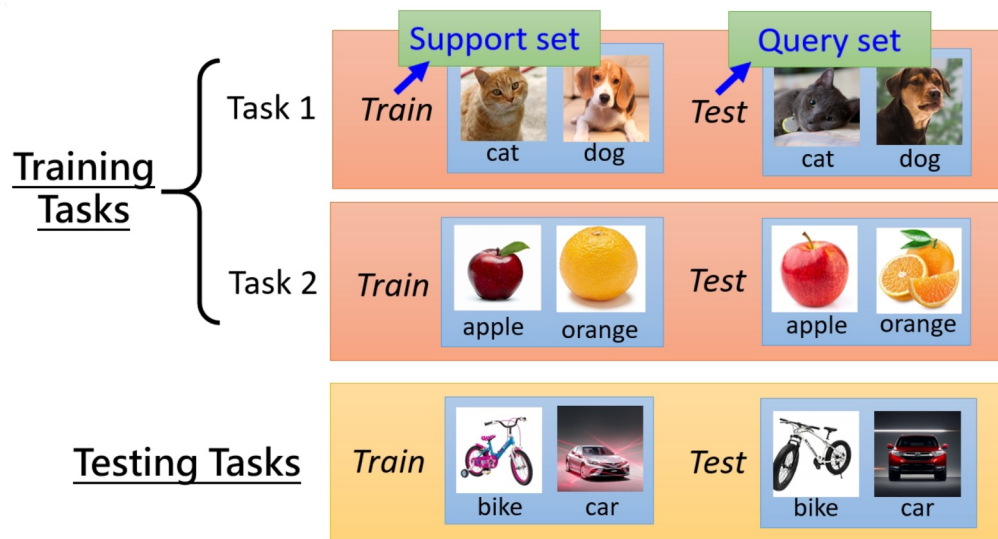 Support set
Query set
Task 1
Train
cat
dog
Test
cat
dog
Training
Tasks
Task 2
Train
apple
orange
Test
apple
orange
Testing Tasks
Train
bike
car
Test
bike
car